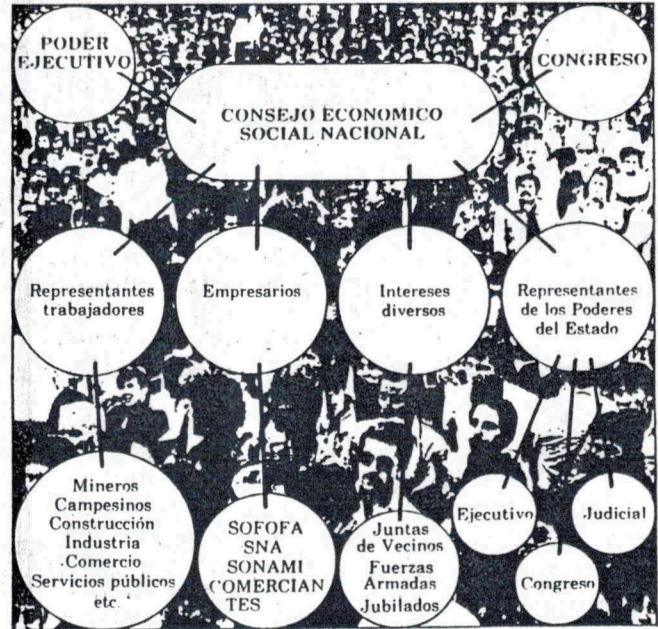 PODER
EJECUTIVO
CONGRESO
CONSEJO ECONOMICO
SOCIAL NACIONAL
Representantes
trabajadores
Empresarios
Intereses
diversos
Representantes
de los Poderes
del Estado
Mineros
Campesinos
Construcción
Industria
Comercio
Servicios públicos
etc.
SOFOFA
SNA
SONAMI
COMERCIAN
TES
Juntas
de Vecinos
Fuerzas
Armadas
Jubilados
Ejecutivo
Judicial
Congreso